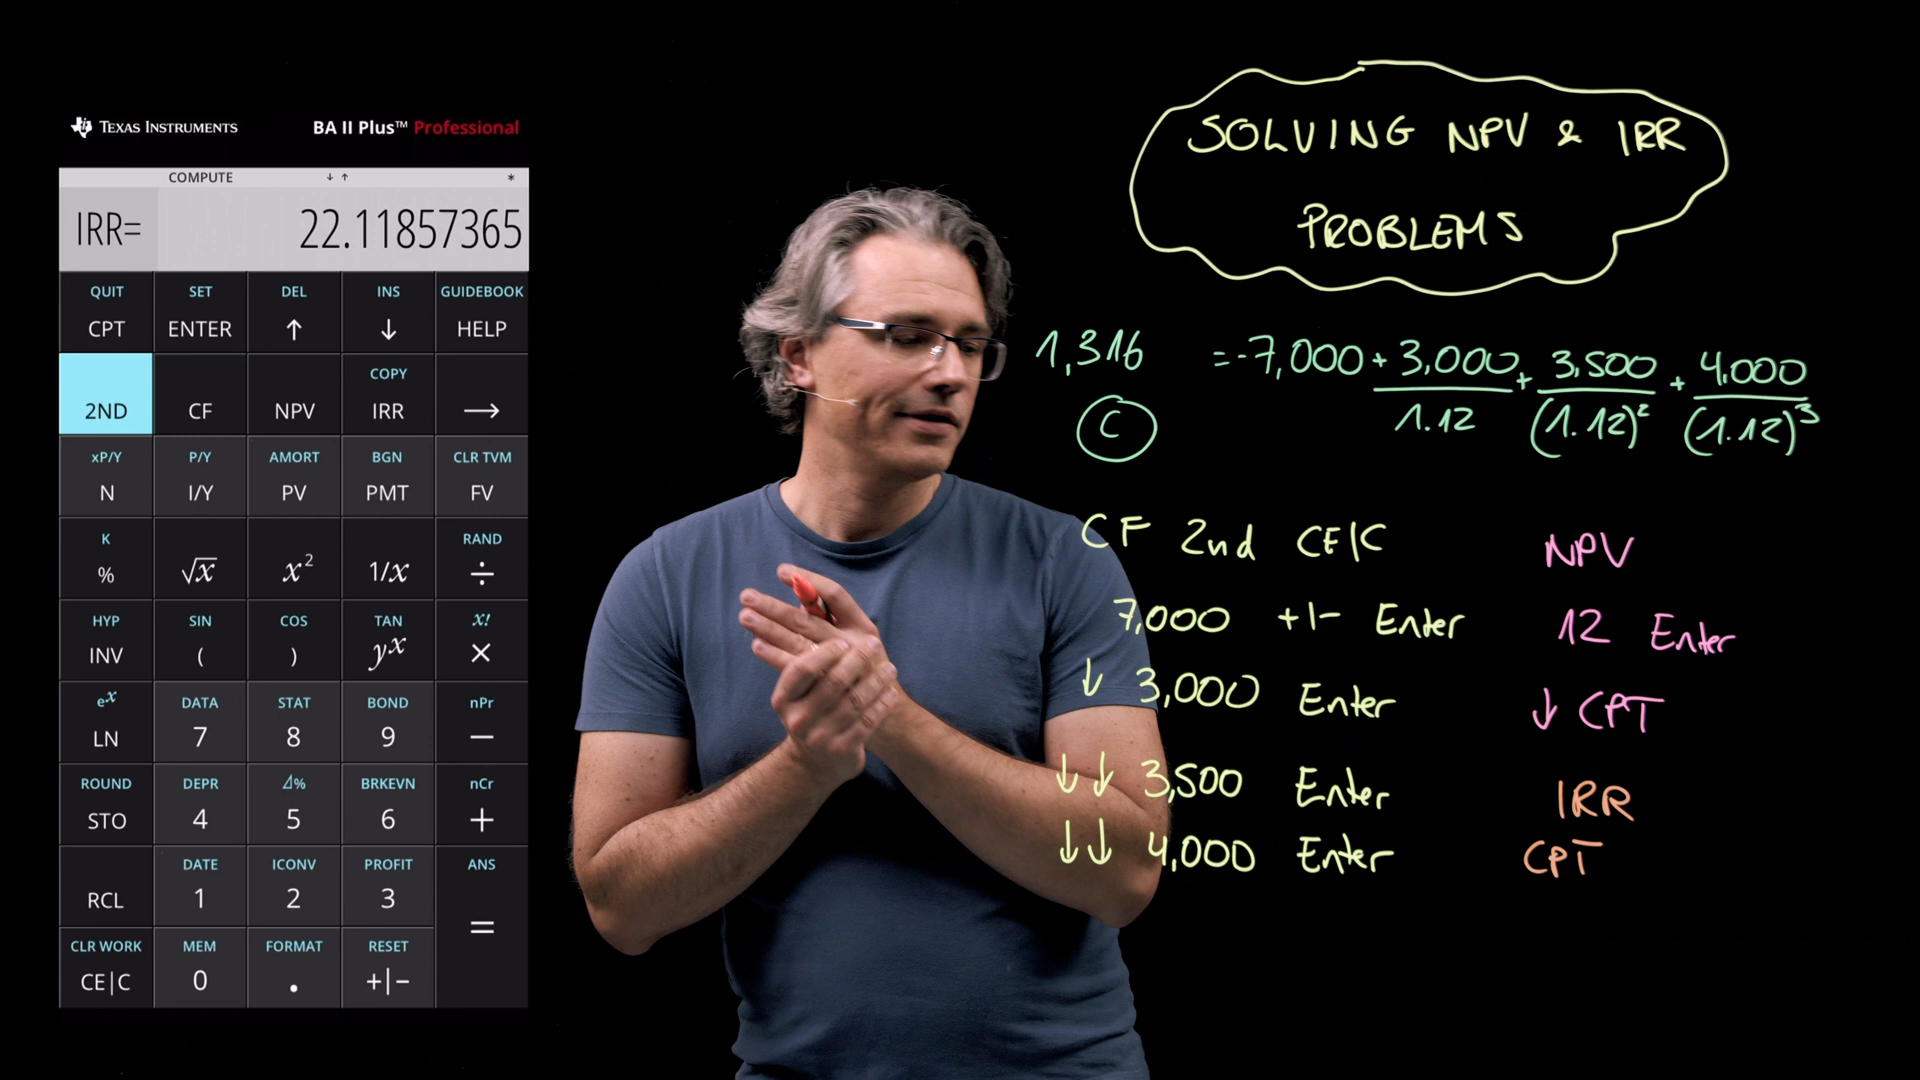 TEXAS INSTRUMENTS BA II Plus™ Professional
COMPUTE ↓ ↑ *
IRR= 22.11857365
QUIT SET DEL INS GUIDEBOOK
CPT ENTER ↑ ↓ HELP
COPY
2ND CF NPV IRR →
xP/Y P/Y AMORT BGN CLR TVM
N I/Y PV PMT FV
K RAND
% √x x² 1/x ÷
HYP SIN COS TAN x!
INV ( ) yˣ ×
eˣ DATA STAT BOND nPr
LN 7 8 9 −
ROUND DEPR Δ% BRKEVN nCr
STO 4 5 6 +
DATE ICONV PROFIT ANS
RCL 1 2 3 =
CLR WORK MEM FORMAT RESET
CE|C 0 . +|−
SOLVING NPV & IRR
PROBLEMS
1,316 = -7,000 + 3,000/1.12 + 3,500/(1.12)² + 4,000/(1.12)³
C
CF 2nd CE|C
7,000 +|- Enter
↓ 3,000 Enter
↓↓ 3,500 Enter
↓↓ 4,000 Enter
NPV
12 Enter
↓ CPT
IRR
CPT